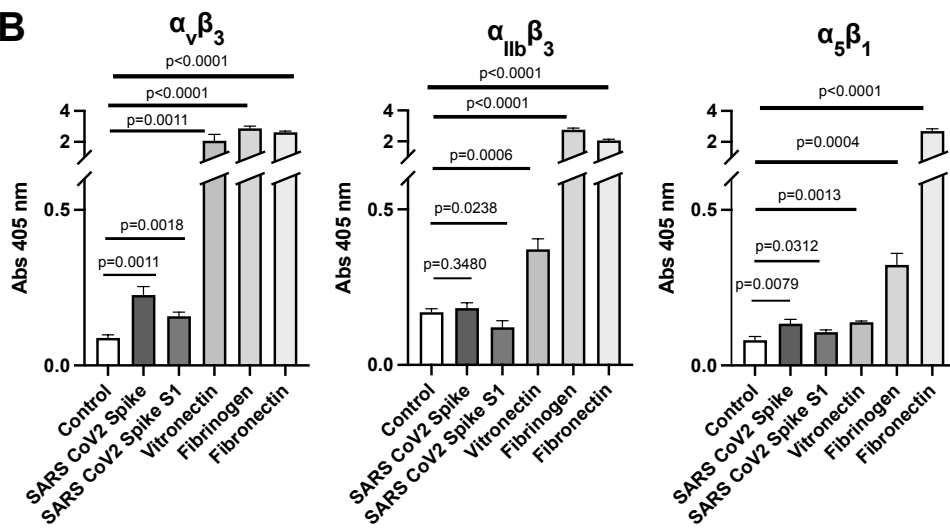 B
αvβ3
p<0.0001
p<0.0001
p=0.0011
4
2
0.5
0.0
Abs 405 nm
p=0.0018
p=0.0011
Control
SARS CoV2 Spike
SARS CoV2 Spike S1
Vitronectin
Fibrinogen
Fibronectin
αIIbβ3
p<0.0001
p<0.0001
p=0.0006
4
2
0.5
0.0
Abs 405 nm
p=0.0238
p=0.3480
Control
SARS CoV2 Spike
SARS CoV2 Spike S1
Vitronectin
Fibrinogen
Fibronectin
α5β1
p<0.0001
p=0.0004
4
2
0.5
0.0
Abs 405 nm
p=0.0013
p=0.0312
p=0.0079
Control
SARS CoV2 Spike
SARS CoV2 Spike S1
Vitronectin
Fibrinogen
Fibronectin